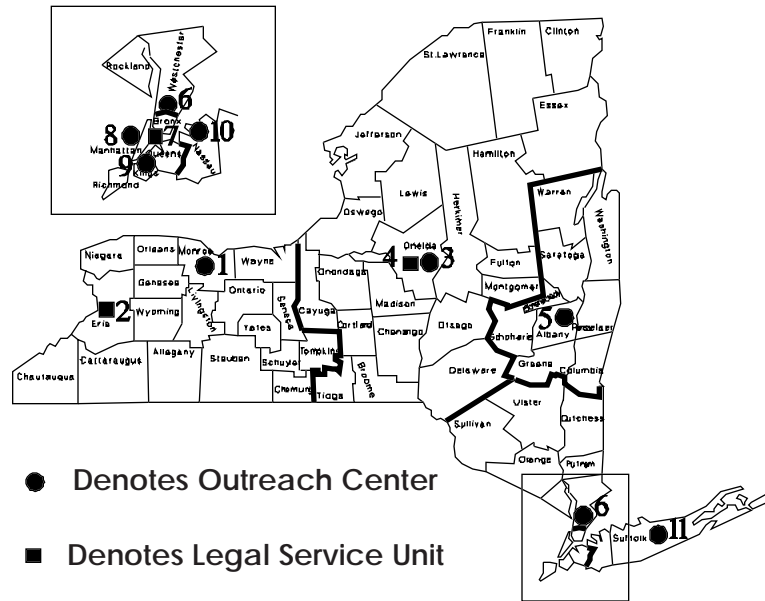 Rockland
Westchester
6
Bronx
8
7
10
Manhattan
Queens
Nassau
9
Kings
Richmond
Franklin
Clinton
St.Lawrence
Essex
Jefferson
Hamilton
Lewis
Herkimer
Warren
Washington
Oswego
Oneida
4
3
Fulton
Saratoga
Niagara
Orleans
Monroe
1
Wayne
Onondaga
Montgomery
Genesee
Ontario
Madison
2
Erie
Wyoming
Livingston
Seneca
Cayuga
Yates
Cortland
Chenango
Otsego
Schoharie
5
Albany
Rensselaer
Chautauqua
Cattaraugus
Allegany
Steuben
Schuyler
Tompkins
Chemung
Tioga
Broome
Delaware
Greene
Columbia
Sullivan
Ulster
Dutchess
Orange
Putnam
Denotes Outreach Center
6
Suffolk
11
Denotes Legal Service Unit